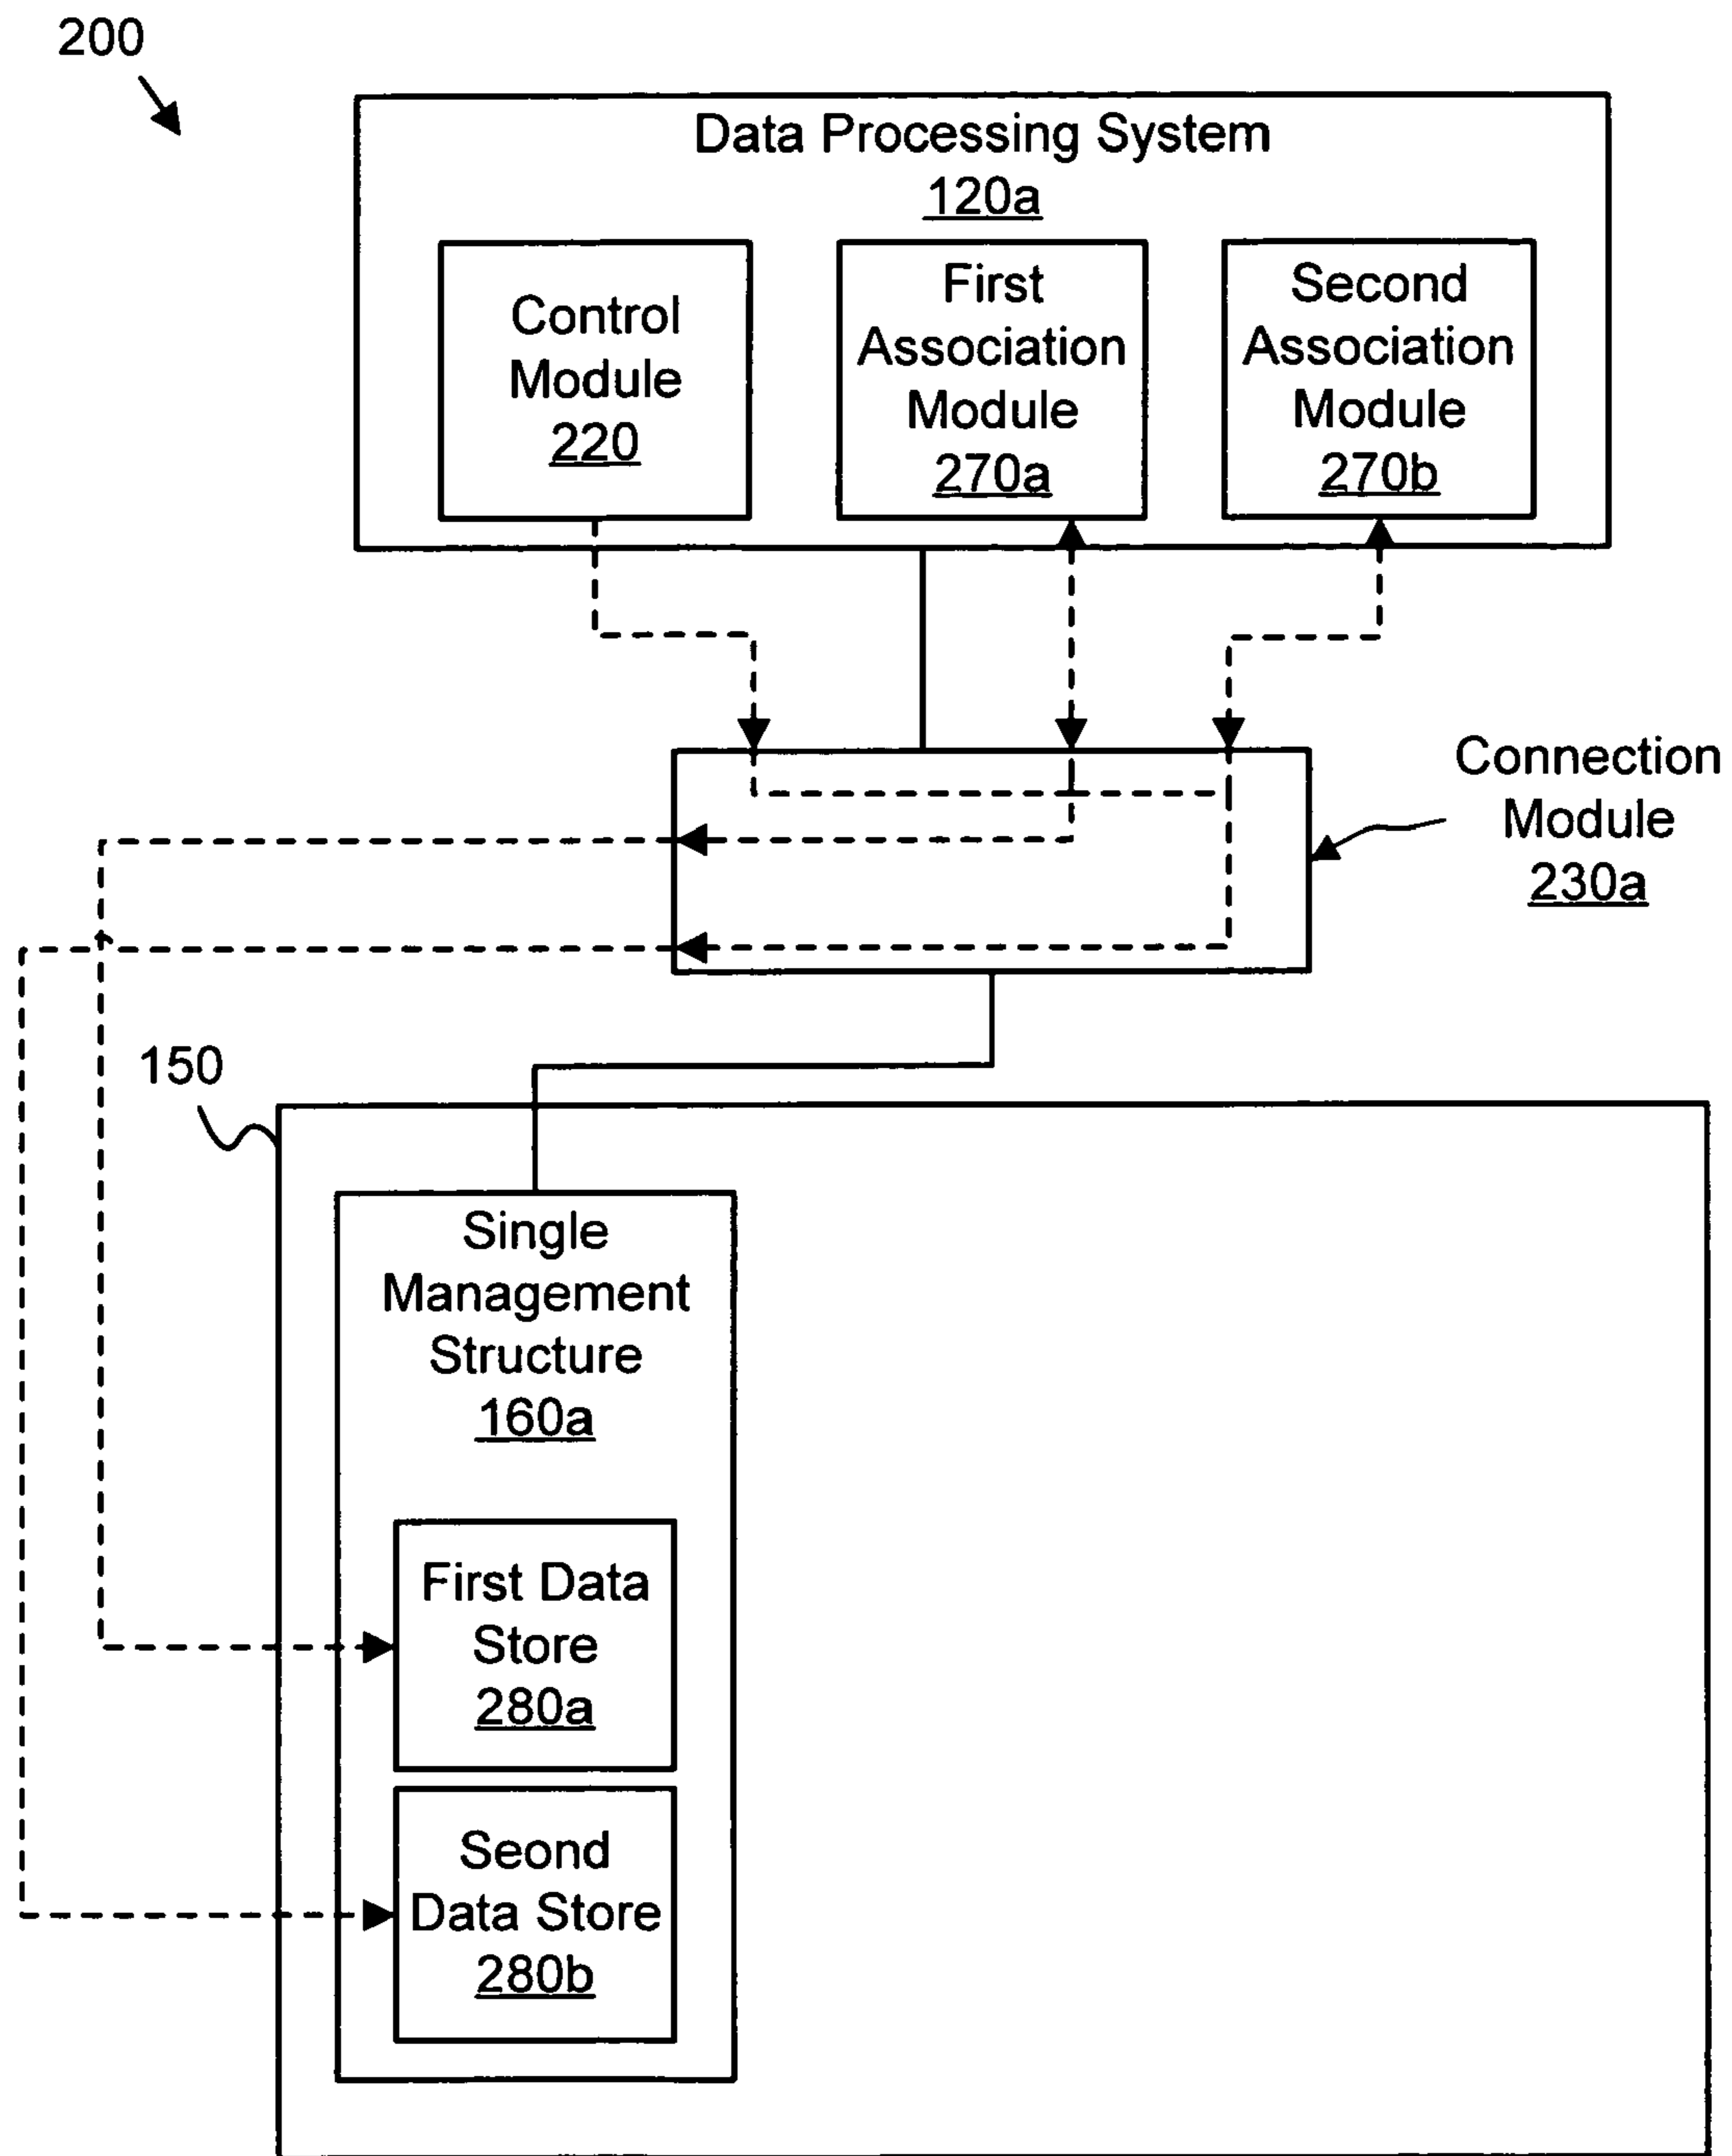 200
Data Processing System
120a
Control
Module
220
First
Association
Module
270a
Second
Association
Module
270b
Connection
Module
230a
150
Single
Management
Structure
160a
First Data
Store
280a
Seond
Data Store
280b